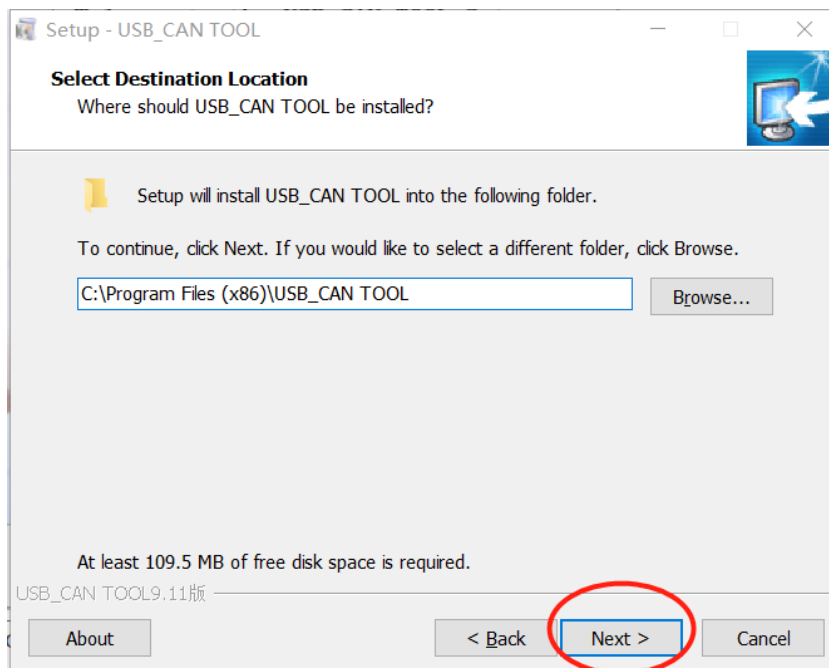 Setup - USB_CAN TOOL
Select Destination Location
Where should USB_CAN TOOL be installed?
Setup will install USB_CAN TOOL into the following folder.
To continue, click Next. If you would like to select a different folder, click Browse.
C:\Program Files (x86)\USB_CAN TOOL
Browse...
At least 109.5 MB of free disk space is required.
USB_CAN TOOL9.11版
About
< Back
Next >
Cancel